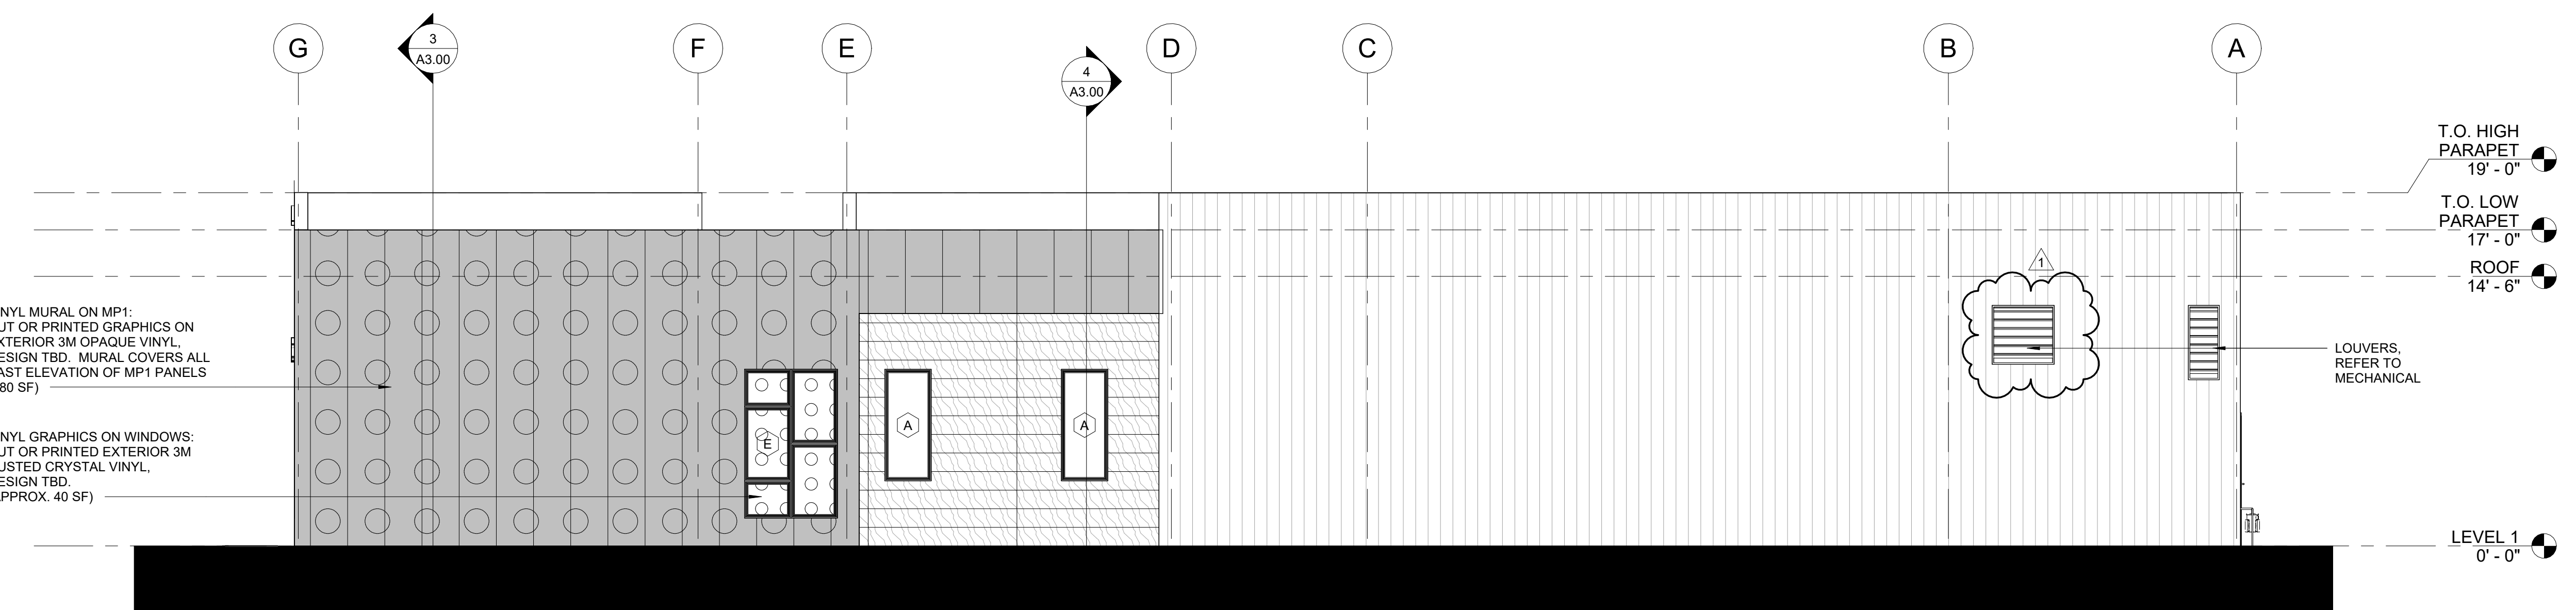 G
3
A3.00
F
E
4
A3.00
D
C
B
A
T.O. HIGH
PARAPET
19' - 0"
T.O. LOW
PARAPET
17' - 0"
ROOF
14' - 6"
1
NYL MURAL ON MP1:
UT OR PRINTED GRAPHICS ON
XTERIOR 3M OPAQUE VINYL,
ESIGN TBD. MURAL COVERS ALL
AST ELEVATION OF MP1 PANELS
80 SF)
LOUVERS,
REFER TO
MECHANICAL
A
A
E
NYL GRAPHICS ON WINDOWS:
UT OR PRINTED EXTERIOR 3M
USTED CRYSTAL VINYL,
ESIGN TBD.
APPROX. 40 SF)
LEVEL 1
0' - 0"